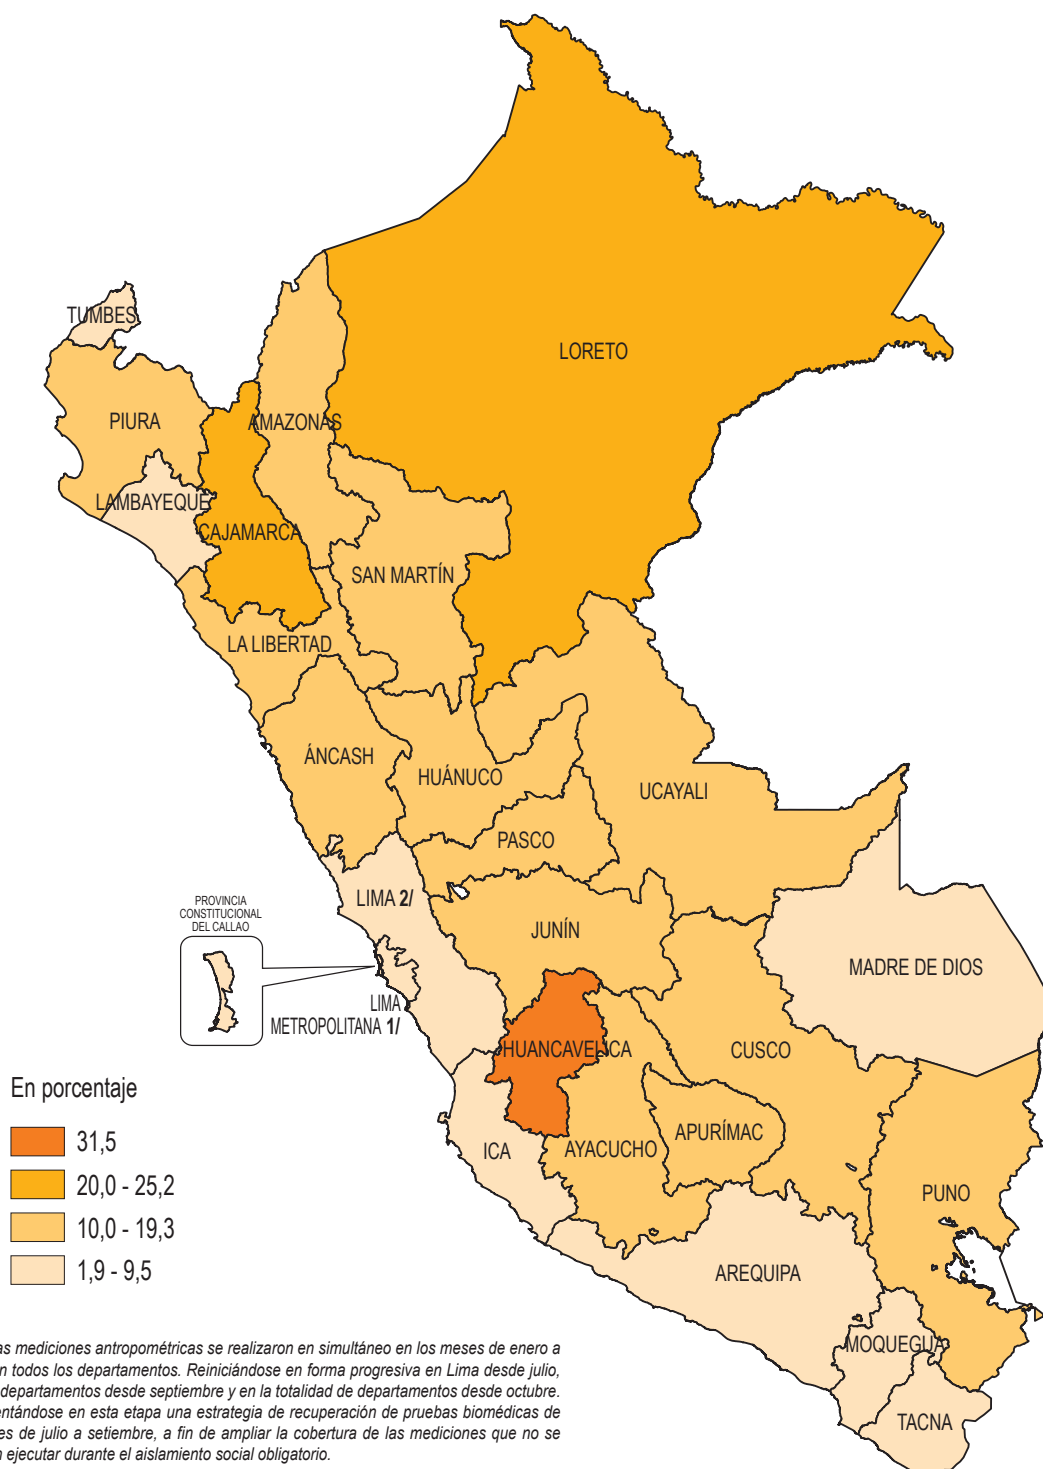 TUMBES
PIURA
LAMBAYEQUE
CAJAMARCA
AMAZONAS
LORETO
SAN MARTÍN
LA LIBERTAD
ÁNCASH
HUÁNUCO
UCAYALI
PASCO
LIMA 2/
JUNÍN
PROVINCIA
CONSTITUCIONAL
DEL CALLAO
LIMA
METROPOLITANA 1/
MADRE DE DIOS
HUANCAVELICA
CUSCO
ICA
AYACUCHO
APURÍMAC
PUNO
AREQUIPA
MOQUEGUA
TACNA
En porcentaje
31,5
20,0 - 25,2
10,0 - 19,3
1,9 - 9,5
as mediciones antropométricas se realizaron en simultáneo en los meses de enero a
n todos los departamentos. Reiniciándose en forma progresiva en Lima desde julio,
departamentos desde septiembre y en la totalidad de departamentos desde octubre.
entándose en esta etapa una estrategia de recuperación de pruebas biomédicas de
es de julio a setiembre, a fin de ampliar la cobertura de las mediciones que no se
n ejecutar durante el aislamiento social obligatorio.